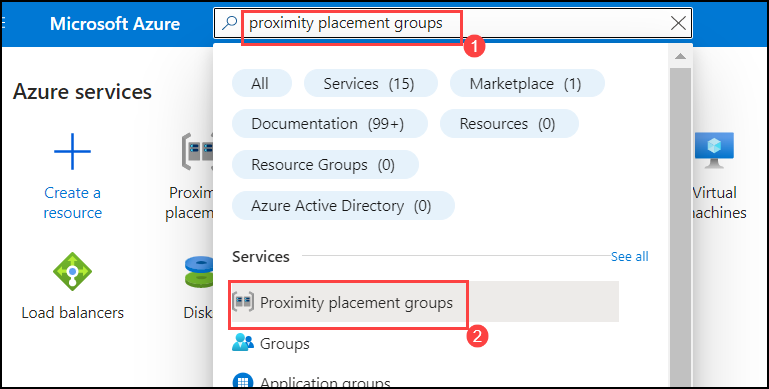 Microsoft Azure
proximity placement groups
1
Azure services
All
Services (15)
Marketplace (1)
Documentation (99+)
Resources (0)
Resource Groups (0)
Azure Active Directory (0)
Create a
resource
Proxim
placem
Virtual
machines
Load balancers
Disk
Services
See all
Proximity placement groups
2
Groups
Application groups